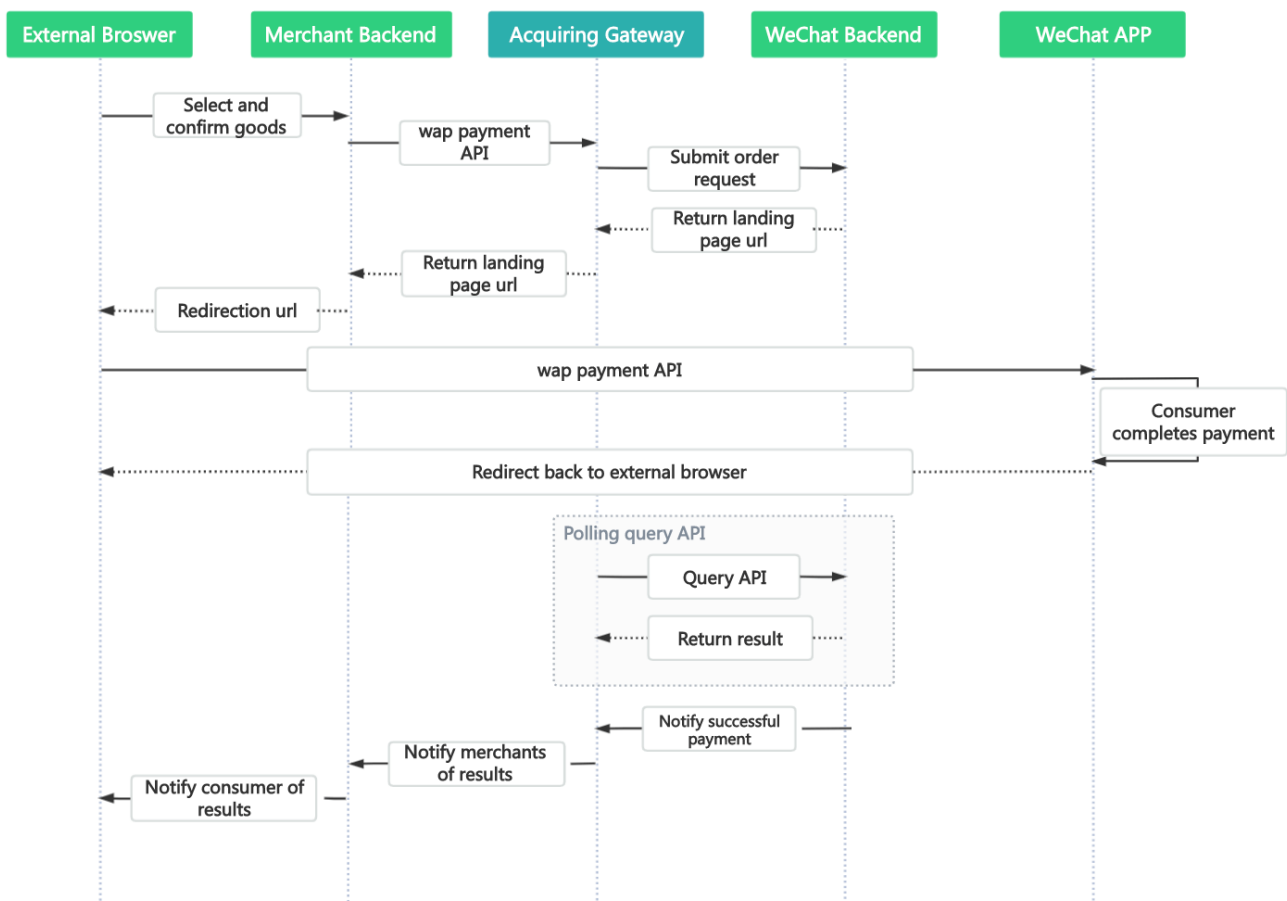 External Broswer
Merchant Backend
Acquiring Gateway
WeChat Backend
WeChat APP
Select and
confirm goods
wap payment
API
Submit order
request
Return landing
page url
Return landing
page url
Redirection url
wap payment API
Consumer
completes payment
Redirect back to external browser
Polling query API
Query API
Return result
Notify successful
payment
Notify merchants
of results
Notify consumer of
results